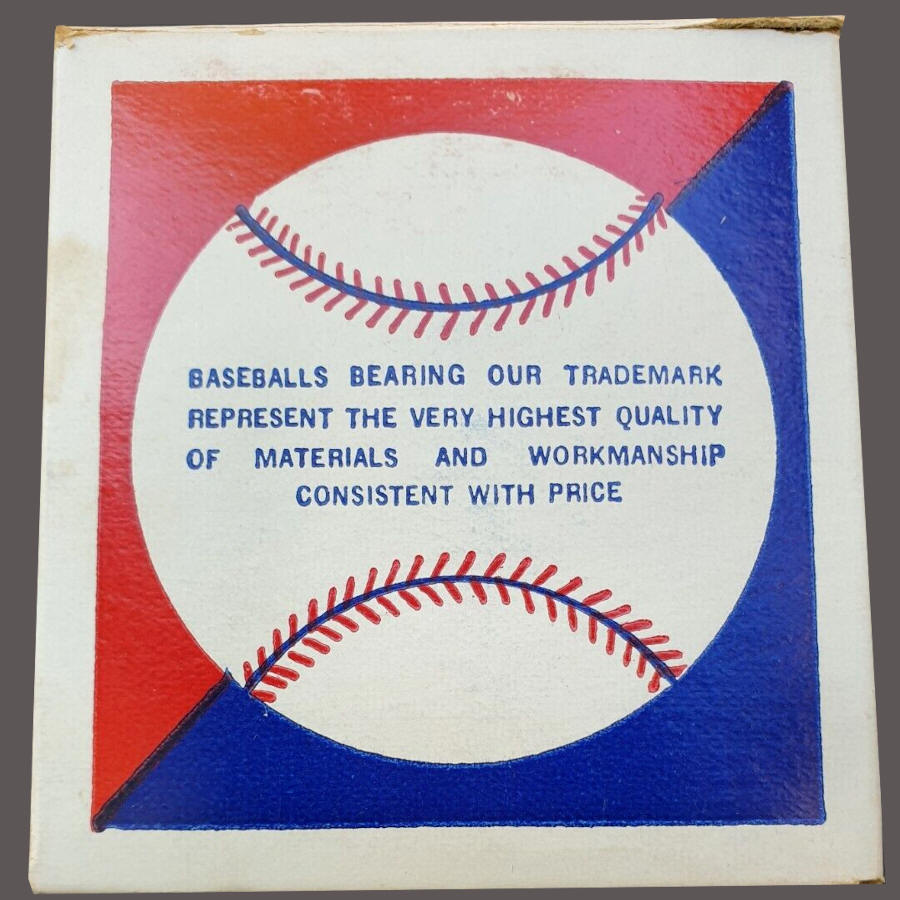 BASEBALLS BEARING OUR TRADEMARK
REPRESENT THE VERY HIGHEST QUALITY
OF MATERIALS AND WORKMANSHIP
CONSISTENT WITH PRICE